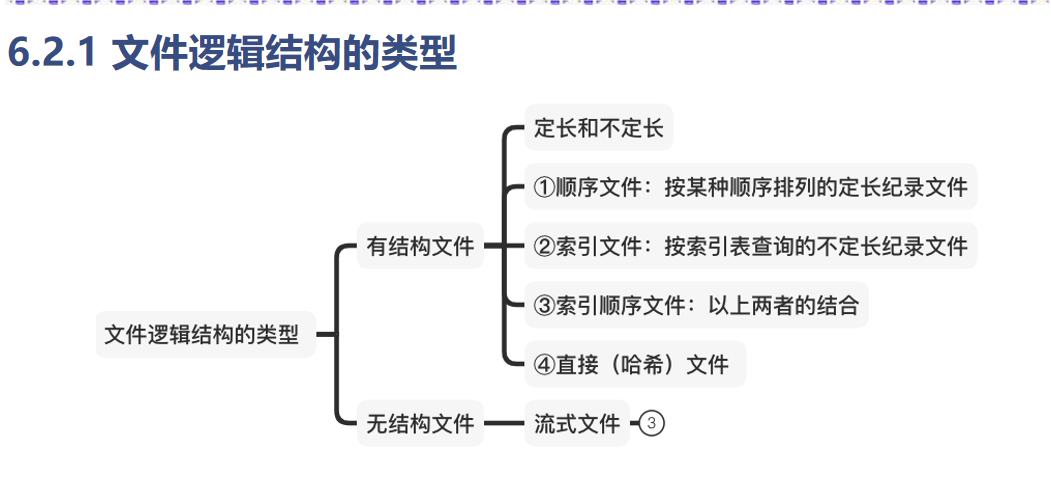 6.2.1 文件逻辑结构的类型
定长和不定长
①顺序文件：按某种顺序排列的定长纪录文件
有结构文件
②索引文件：按索引表查询的不定长纪录文件
③索引顺序文件：以上两者的结合
文件逻辑结构的类型
④直接（哈希）文件
无结构文件
流式文件
3